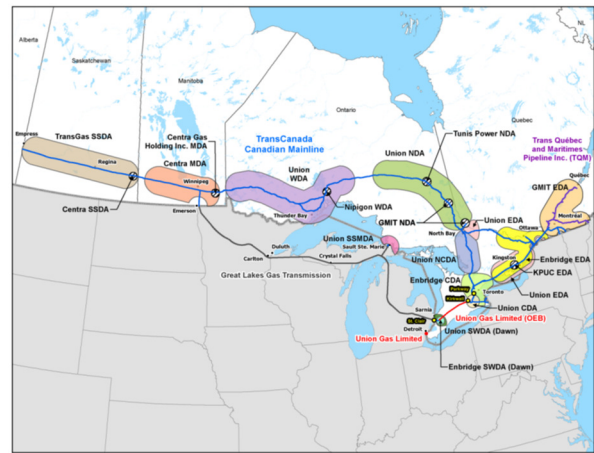 Alberta
Saskatchewan
Manitoba
Ontario
Quebec
NL
Empress
TransGas SSDA
Regina
Centra SSDA
Centra Gas
Holding Inc. MDA
Centra MDA
Winnipeg
Emerson
TransCanada
Canadian Mainline
Union
WDA
Thunder Bay
Nipigon WDA
Union NDA
Tunis Power NDA
GMIT NDA
North Bay
Union EDA
Trans Québec
and Maritimes
Pipeline Inc. (TQM)
GMIT EDA
Québec
Montréal
Ottawa
Enbridge EDA
Kingston
KPUC EDA
Union EDA
Union SSMDA
Sault Ste. Marie
Union NCDA
Enbridge CDA
Parkway
Kirkwall
Toronto
Union CDA
Duluth
Carlton
Crystal Falls
Great Lakes Gas Transmission
Sarnia
St. Clair
Detroit
Union Gas Limited (OEB)
Union SWDA (Dawn)
Union Gas Limited
Enbridge SWDA (Dawn)